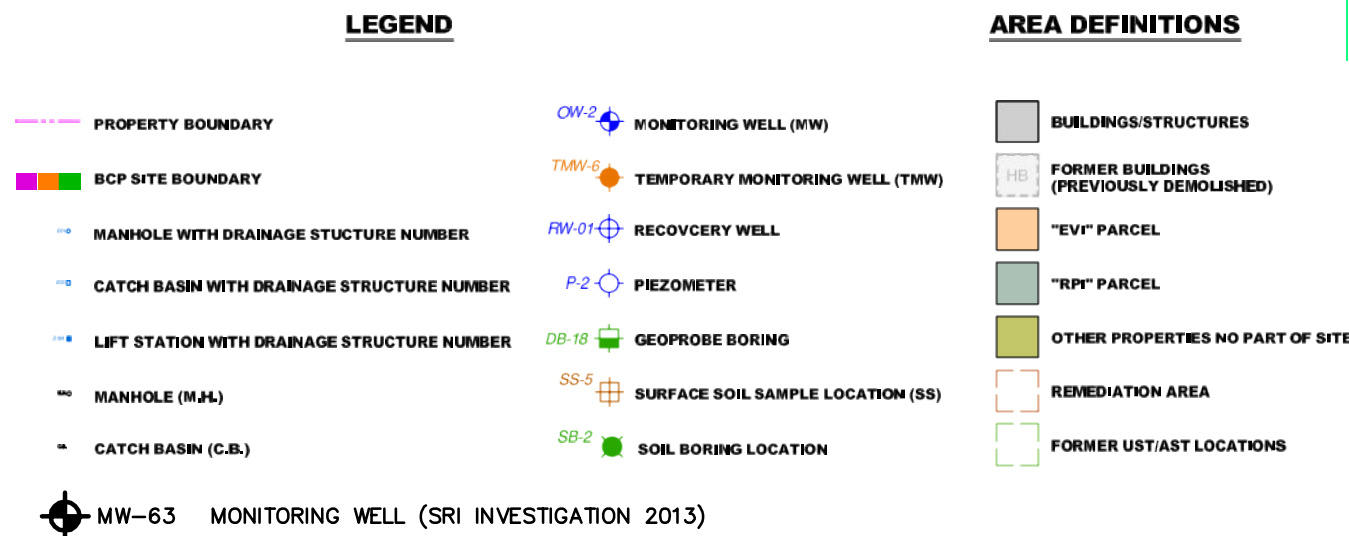 LEGEND
PROPERTY BOUNDARY
BCP SITE BOUNDARY
MANHOLE WITH DRAINAGE STUCTURE NUMBER
CATCH BASIN WITH DRAINAGE STRUCTURE NUMBER
LIFT STATION WITH DRAINAGE STRUCTURE NUMBER
MANHOLE (M.H.)
CATCH BASIN (C.B.)
OW-2 MONITORING WELL (MW)
TMW-6 TEMPORARY MONITORING WELL (TMW)
RW-01 RECOVCERY WELL
P-2 PIEZOMETER
DB-18 GEOPROBE BORING
SS-5 SURFACE SOIL SAMPLE LOCATION (SS)
SB-2 SOIL BORING LOCATION
MW-63 MONITORING WELL (SRI INVESTIGATION 2013)
AREA DEFINITIONS
BUILDINGS/STRUCTURES
HB FORMER BUILDINGS
(PREVIOUSLY DEMOLISHED)
"EVI" PARCEL
"RPI" PARCEL
OTHER PROPERTIES NO PART OF SITE
REMEDIATION AREA
FORMER UST/AST LOCATIONS